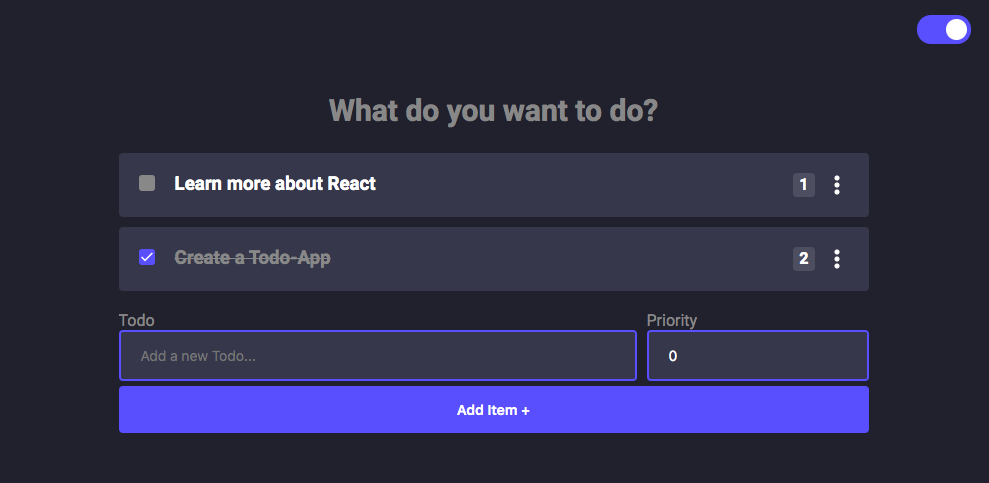 What do you want to do?
Learn more about React 1
Create a Todo-App 2
Todo Priority
Add a new Todo... 0
Add Item +